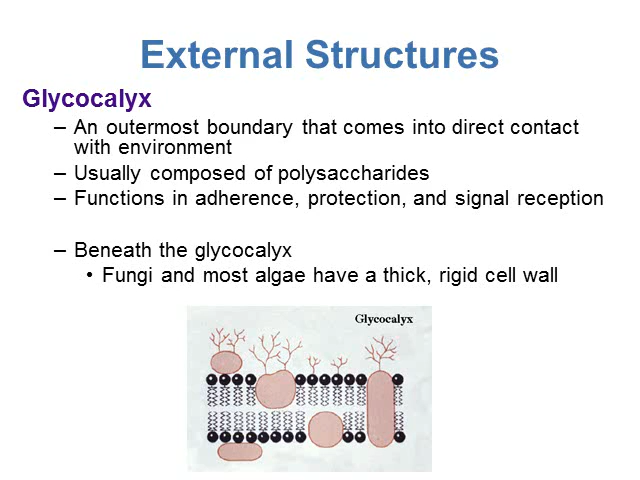 External Structures
Glycocalyx
– An outermost boundary that comes into direct contact
with environment
– Usually composed of polysaccharides
– Functions in adherence, protection, and signal reception
– Beneath the glycocalyx
• Fungi and most algae have a thick, rigid cell wall
Glycocalyx